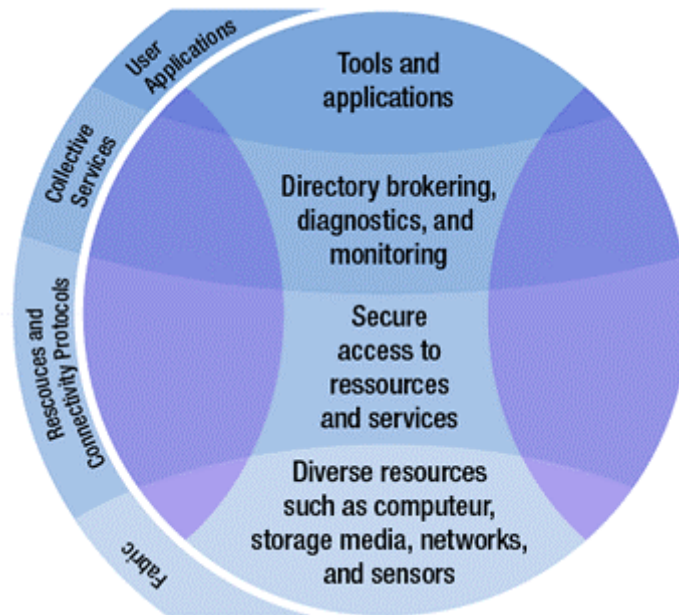 User
Applications
Tools and
applications
Collective
Services
Directory brokering,
diagnostics, and
monitoring
Rescouces and
Connectivity Protocols
Secure
access to
ressources
and services
Fabric
Diverse resources
such as computeur,
storage media, networks,
and sensors